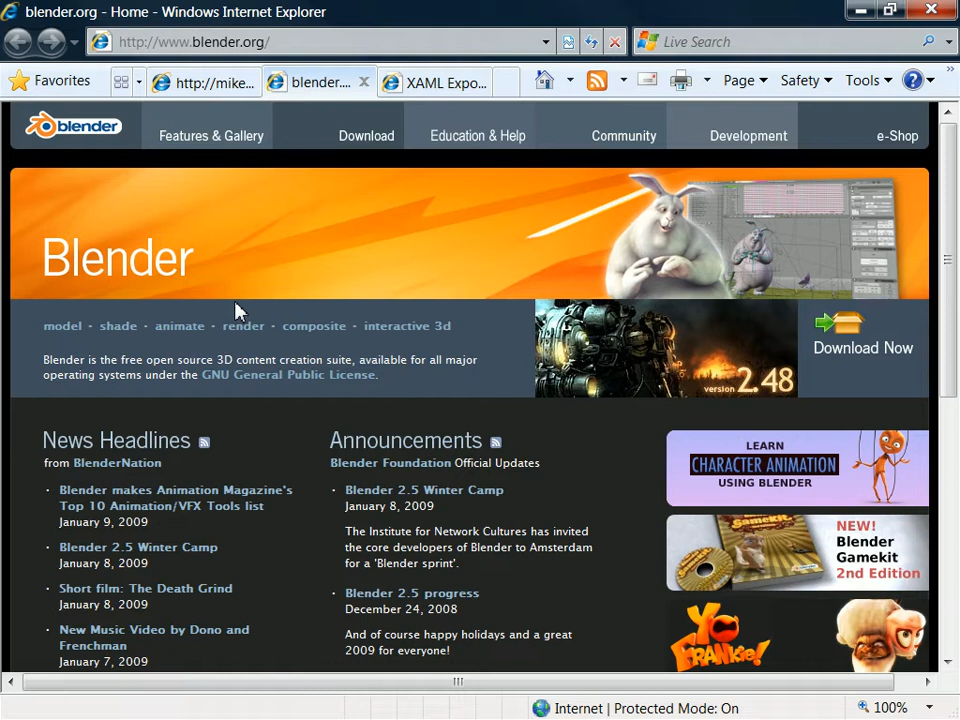 blender.org - Home - Windows Internet Explorer
http://www.blender.org/
Live Search
Favorites
http://mike...
blender....
XAML Expo...
Page
Safety
Tools
blender
Features & Gallery
Download
Education & Help
Community
Development
e-Shop
Blender
model · shade · animate · render · composite · interactive 3d
Blender is the free open source 3D content creation suite, available for all major
operating systems under the GNU General Public License.
version 2.48
Download Now
News Headlines
from BlenderNation
Blender makes Animation Magazine's
Top 10 Animation/VFX Tools list
January 9, 2009
Blender 2.5 Winter Camp
January 8, 2009
Short film: The Death Grind
January 8, 2009
New Music Video by Dono and
Frenchman
January 7, 2009
Announcements
Blender Foundation Official Updates
Blender 2.5 Winter Camp
January 8, 2009
The Institute for Network Cultures has invited
the core developers of Blender to Amsterdam
for a 'Blender sprint'.
Blender 2.5 progress
December 24, 2008
And of course happy holidays and a great
2009 for everyone!
LEARN
CHARACTER ANIMATION
USING BLENDER
Gamekit
NEW!
Blender
Gamekit
2nd Edition
YO
FRANKIE!
Internet | Protected Mode: On
100%